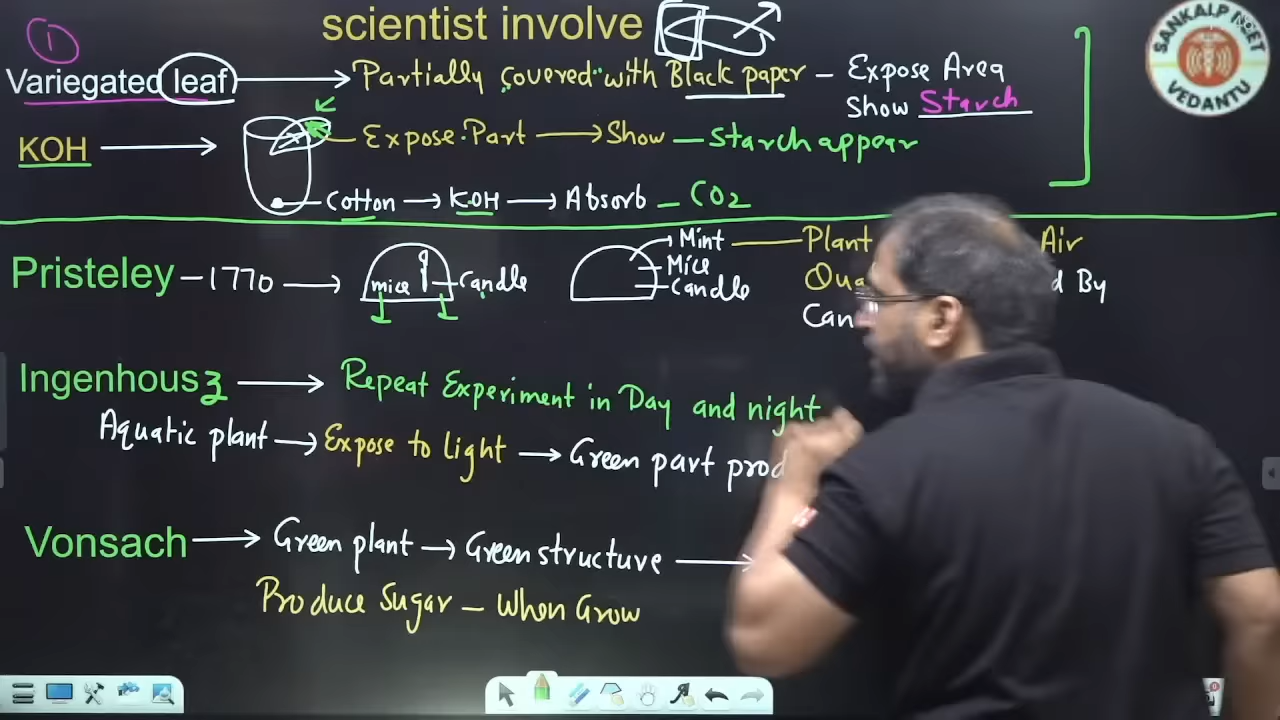 scientist involve
1
Variegated leaf → Partially covered with Black paper - Expose Area
Show Starch
KOH → Expose Part → Show - Starch appear
Cotton → KOH → Absorb - CO2
Pristeley - 1770 → mice Candle Mint - Plant Air
Mice
Candle
By
Ingenhousz → Repeat Experiment in Day and night
Aquatic plant → Expose to Light → Green part
Vonsach → Green plant → Green structure →
Produce Sugar - When Grow
SANKALP NEET
VEDANTU